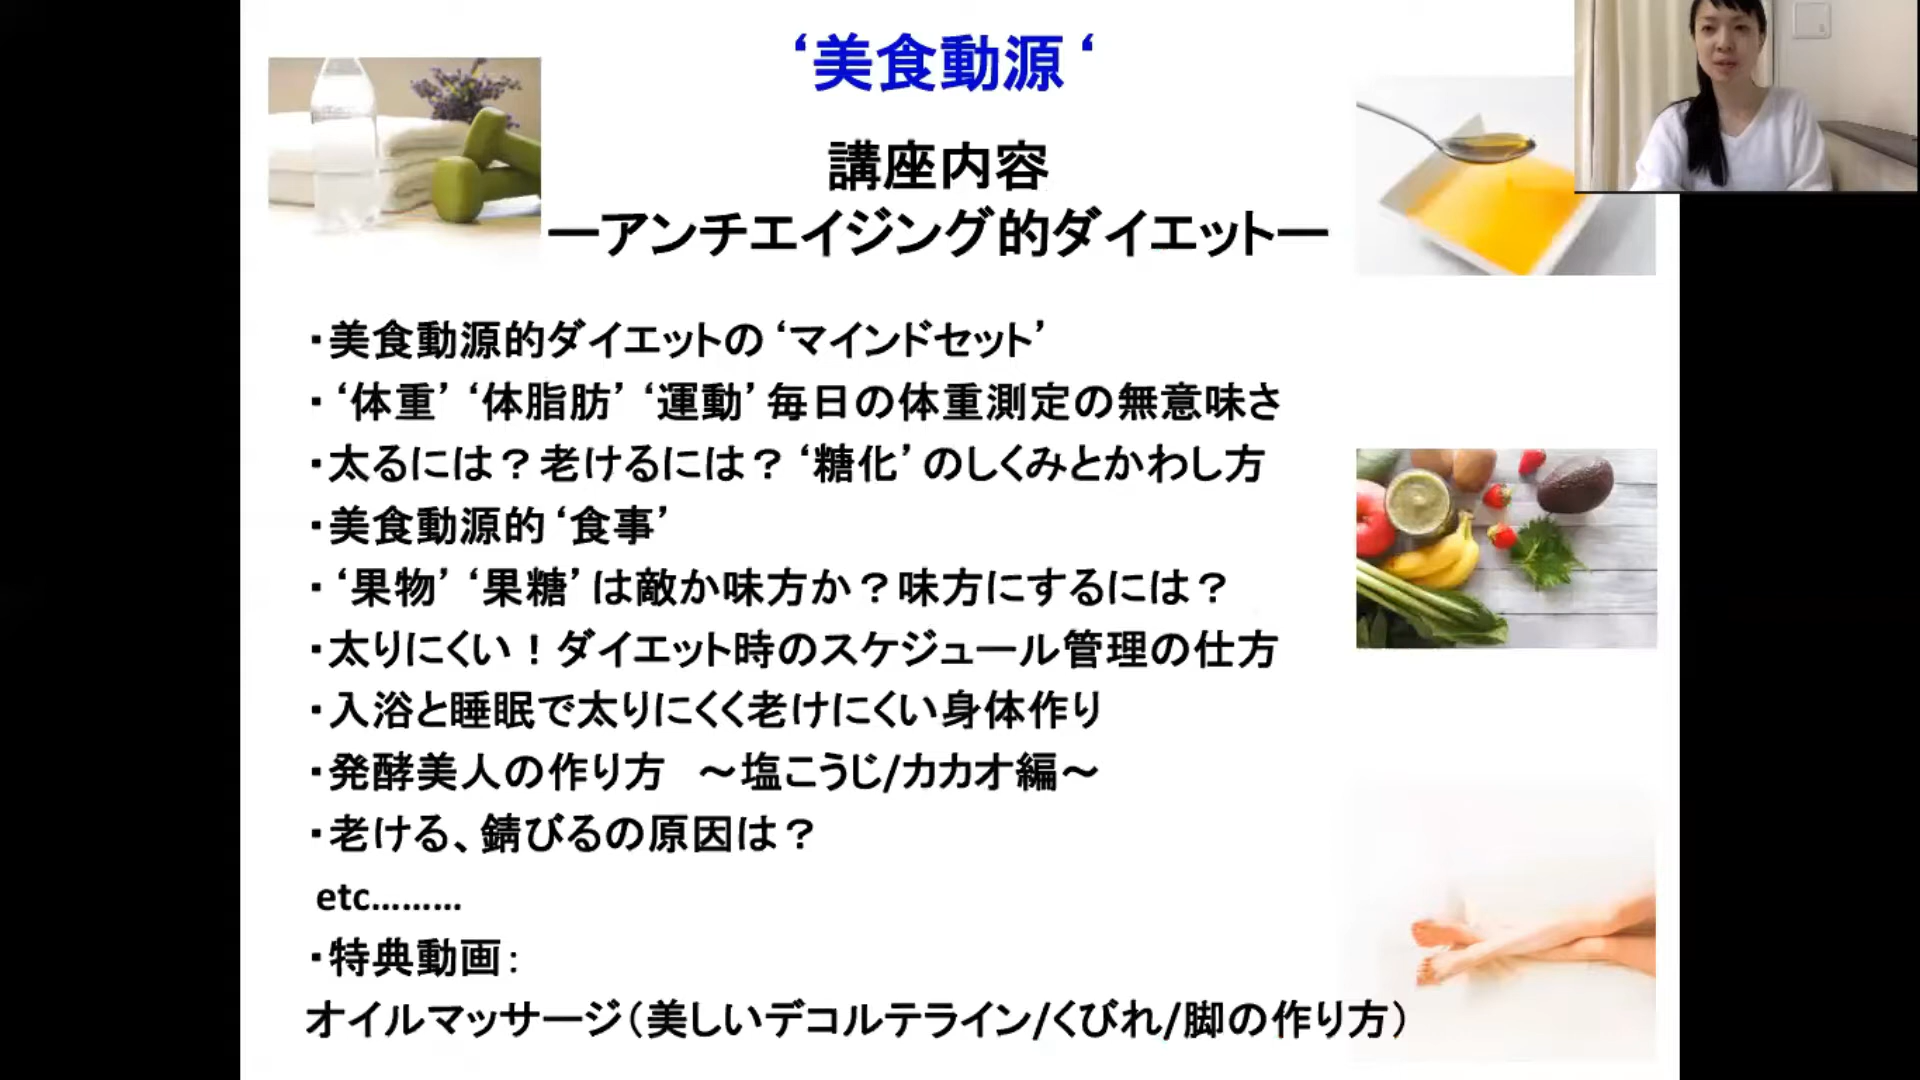 ‘美食動源‘
講座内容
ーアンチエイジング的ダイエットー
・美食動源的ダイエットの‘マインドセット’
・‘体重’‘体脂肪’‘運動’毎日の体重測定の無意味さ
・太るには？老けるには？‘糖化’のしくみとかわし方
・美食動源的‘食事’
・‘果物’‘果糖’は敵か味方か？味方にするには？
・太りにくい！ダイエット時のスケジュール管理の仕方
・入浴と睡眠で太りにくく老けにくい身体作り
・発酵美人の作り方　～塩こうじ/カカオ編～
・老ける、錆びるの原因は？
etc………
・特典動画：
オイルマッサージ（美しいデコルテライン/くびれ/脚の作り方）